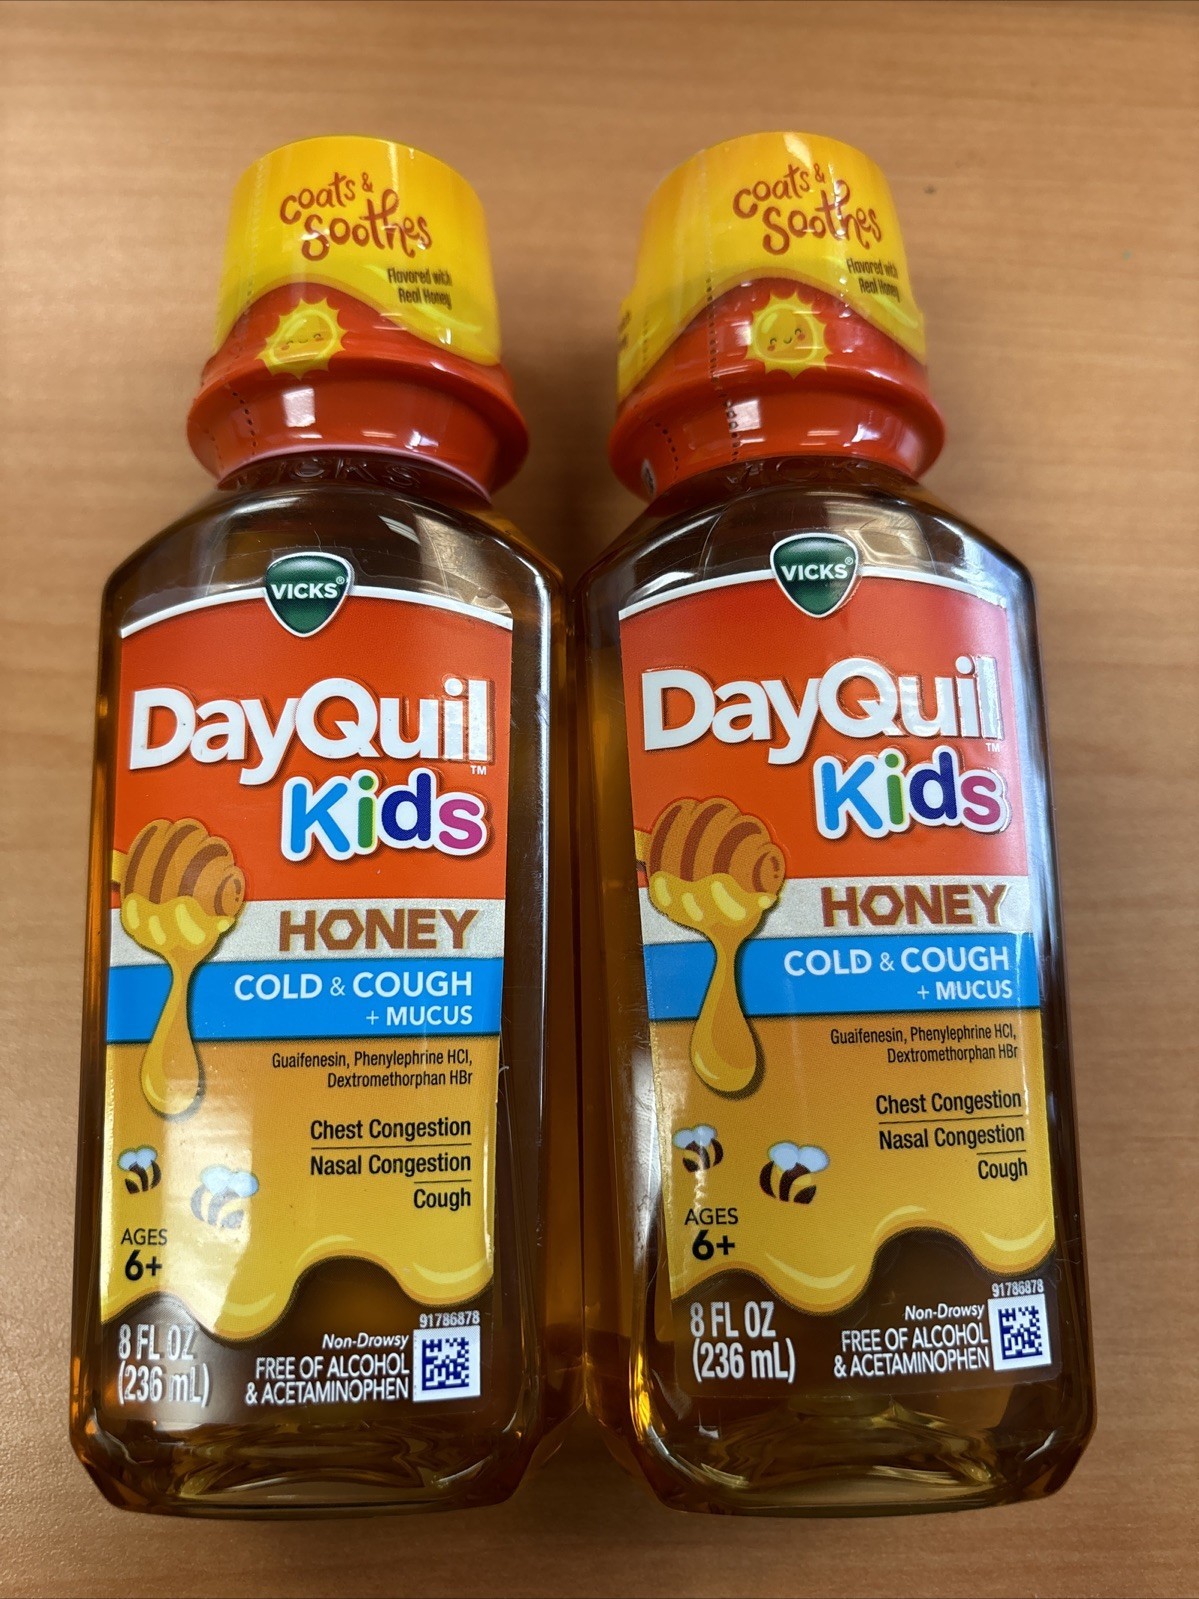 coats &
Soothes
Flavored with
Real Honey
VICKS
VICKS®
DayQuil™
Kids
HONEY
COLD & COUGH
+ MUCUS
Guaifenesin, Phenylephrine HCl,
Dextromethorphan HBr
Chest Congestion
Nasal Congestion
Cough
AGES
6+
8 FL OZ
(236 mL)
Non-Drowsy
FREE OF ALCOHOL
& ACETAMINOPHEN
91786878
coats &
Soothes
Flavored with
Real Honey
VICKS®
DayQuil™
Kids
HONEY
COLD & COUGH
+ MUCUS
Guaifenesin, Phenylephrine HCl,
Dextromethorphan HBr
Chest Congestion
Nasal Congestion
Cough
AGES
6+
8 FL OZ
(236 mL)
Non-Drowsy
FREE OF ALCOHOL
& ACETAMINOPHEN
91786878